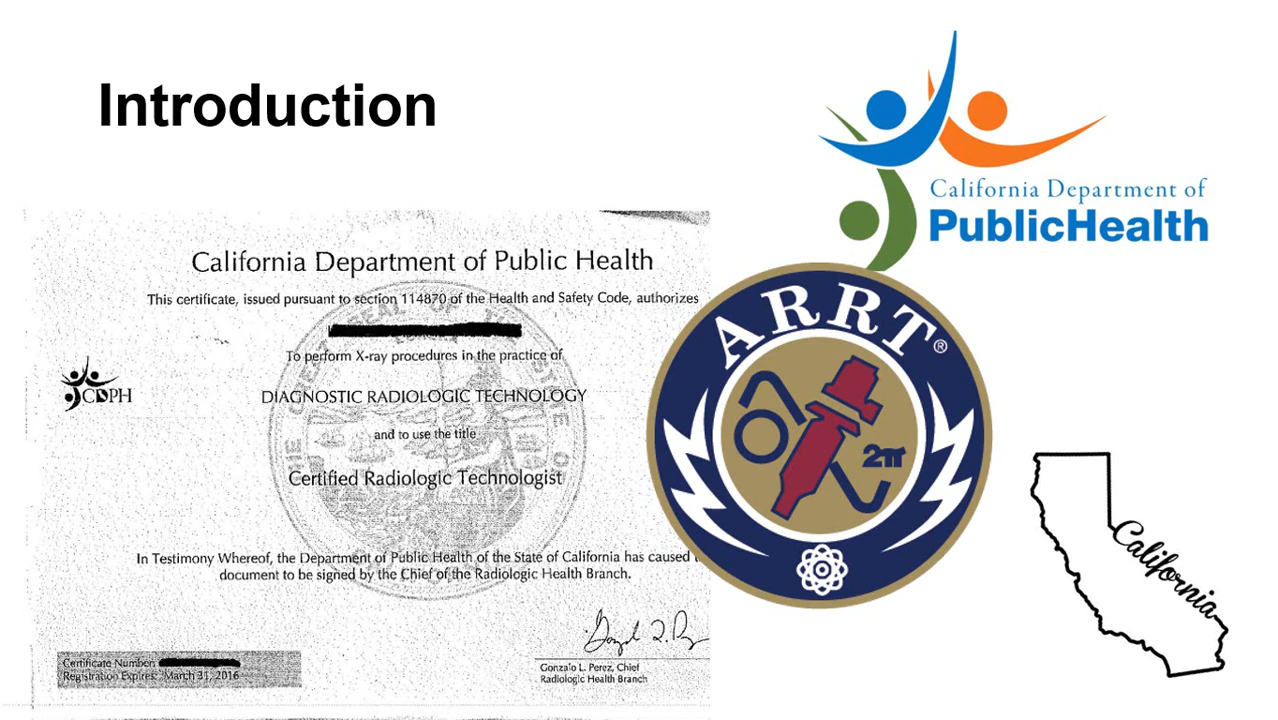 Introduction
California Department of
PublicHealth
California Department of Public Health
This certificate, issued pursuant to section 114870 of the Health and Safety Code, authorizes
To perform X-ray procedures in the practice of
CDPH
DIAGNOSTIC RADIOLOGIC TECHNOLOGY
and to use the title
Certified Radiologic Technologist
In Testimony Whereof, the Department of Public Health of the State of California has caused
document to be signed by the Chief of the Radiologic Health Branch.
Certificate Number:
Registration Expires: March 31, 2016
Gonzalo L. Perez, Chief
Radiologic Health Branch
ARRT®
2π
California